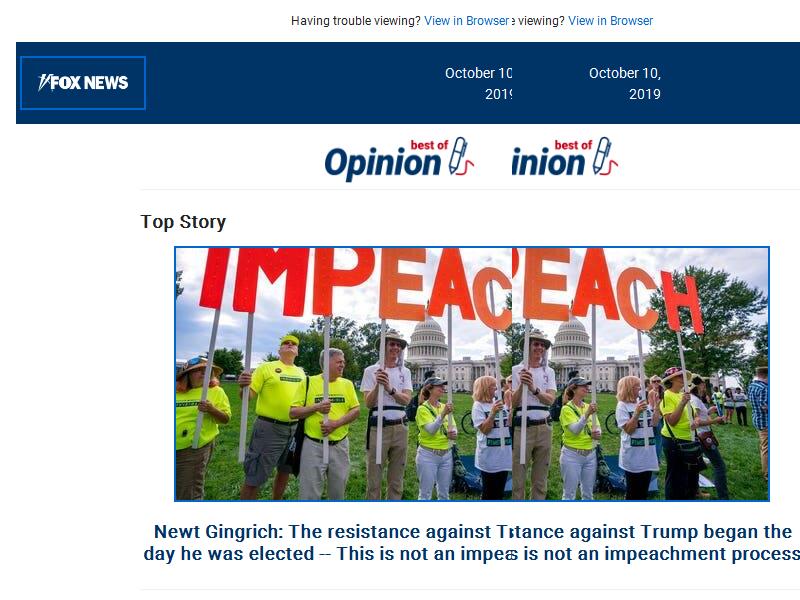 Having trouble viewing? View in Browser e viewing? View in Browser
FOX NEWS
October 10
2019
October 10,
2019
best of
Opinion
best of
inion
Top Story
IMPEAC EACH
Newt Gingrich: The resistance against T tance against Trump began the
day he was elected -- This is not an impea s is not an impeachment process